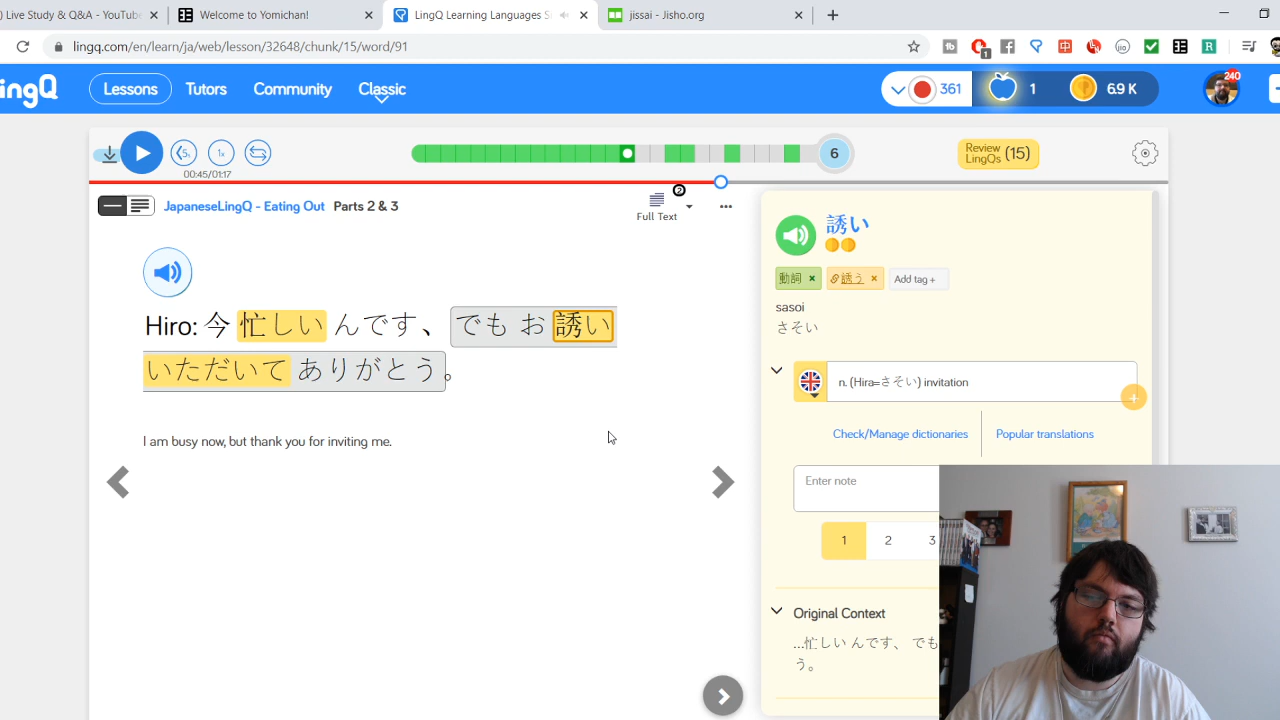 ) Live Study & Q&A - YouTube
Welcome to Yomichan!
LingQ Learning Languages S
jissai - Jisho.org
lingq.com/en/learn/ja/web/lesson/32648/chunk/15/word/91
1
ingQ
Lessons
Tutors
Community
Classic
361
1
6.9 K
240
5s
1x
00:45/01:17
6
Review
LingQs (15)
JapaneseLingQ - Eating Out Parts 2 & 3
2
Full Text
誘い
動詞 ×
誘う ×
Add tag +
sasoi
さそい
Hiro: 今 忙しい んです、 でも お 誘い
いただいて ありがとう。
n. (Hira=さそい) invitation
I am busy now, but thank you for inviting me.
Check/Manage dictionaries
Popular translations
Enter note
1 2 3
Original Context
...忙しい んです、 でも
う。